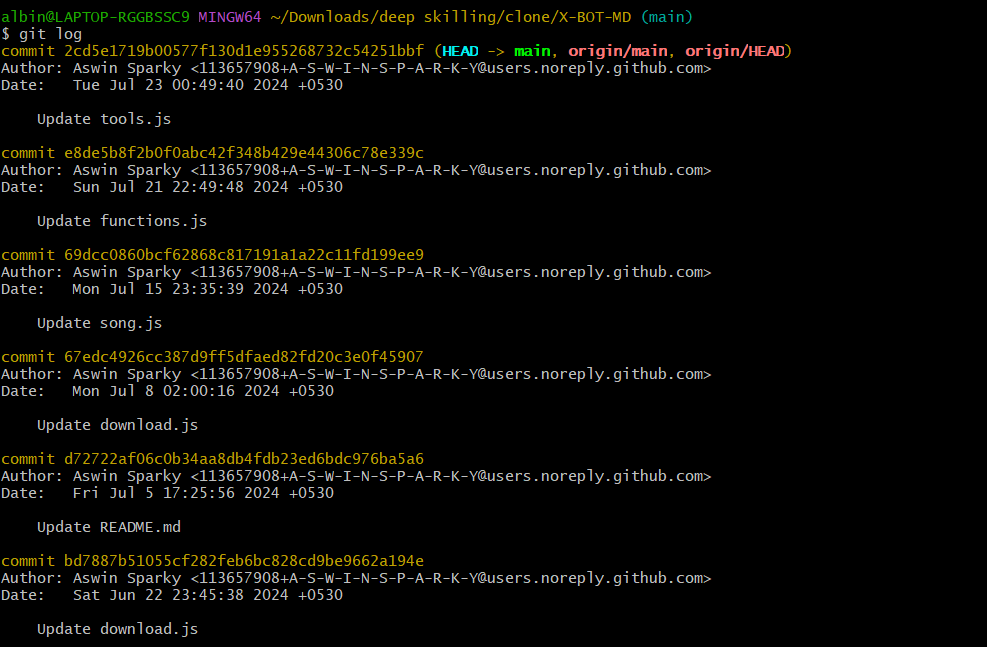 albin@LAPTOP-RGGBSSC9 MINGW64 ~/Downloads/deep skilling/clone/X-BOT-MD (main)
$ git log
commit 2cd5e1719b00577f130d1e955268732c54251bbf (HEAD -> main, origin/main, origin/HEAD)
Author: Aswin Sparky <113657908+A-S-W-I-N-S-P-A-R-K-Y@users.noreply.github.com>
Date:   Tue Jul 23 00:49:40 2024 +0530

    Update tools.js

commit e8de5b8f2b0f0abc42f348b429e44306c78e339c
Author: Aswin Sparky <113657908+A-S-W-I-N-S-P-A-R-K-Y@users.noreply.github.com>
Date:   Sun Jul 21 22:49:48 2024 +0530

    Update functions.js

commit 69dcc0860bcf62868c817191a1a22c11fd199ee9
Author: Aswin Sparky <113657908+A-S-W-I-N-S-P-A-R-K-Y@users.noreply.github.com>
Date:   Mon Jul 15 23:35:39 2024 +0530

    Update song.js

commit 67edc4926cc387d9ff5dfaed82fd20c3e0f45907
Author: Aswin Sparky <113657908+A-S-W-I-N-S-P-A-R-K-Y@users.noreply.github.com>
Date:   Mon Jul 8 02:00:16 2024 +0530

    Update download.js

commit d72722af06c0b34aa8db4fdb23ed6bdc976ba5a6
Author: Aswin Sparky <113657908+A-S-W-I-N-S-P-A-R-K-Y@users.noreply.github.com>
Date:   Fri Jul 5 17:25:56 2024 +0530

    Update README.md

commit bd7887b51055cf282feb6bc828cd9be9662a194e
Author: Aswin Sparky <113657908+A-S-W-I-N-S-P-A-R-K-Y@users.noreply.github.com>
Date:   Sat Jun 22 23:45:38 2024 +0530

    Update download.js